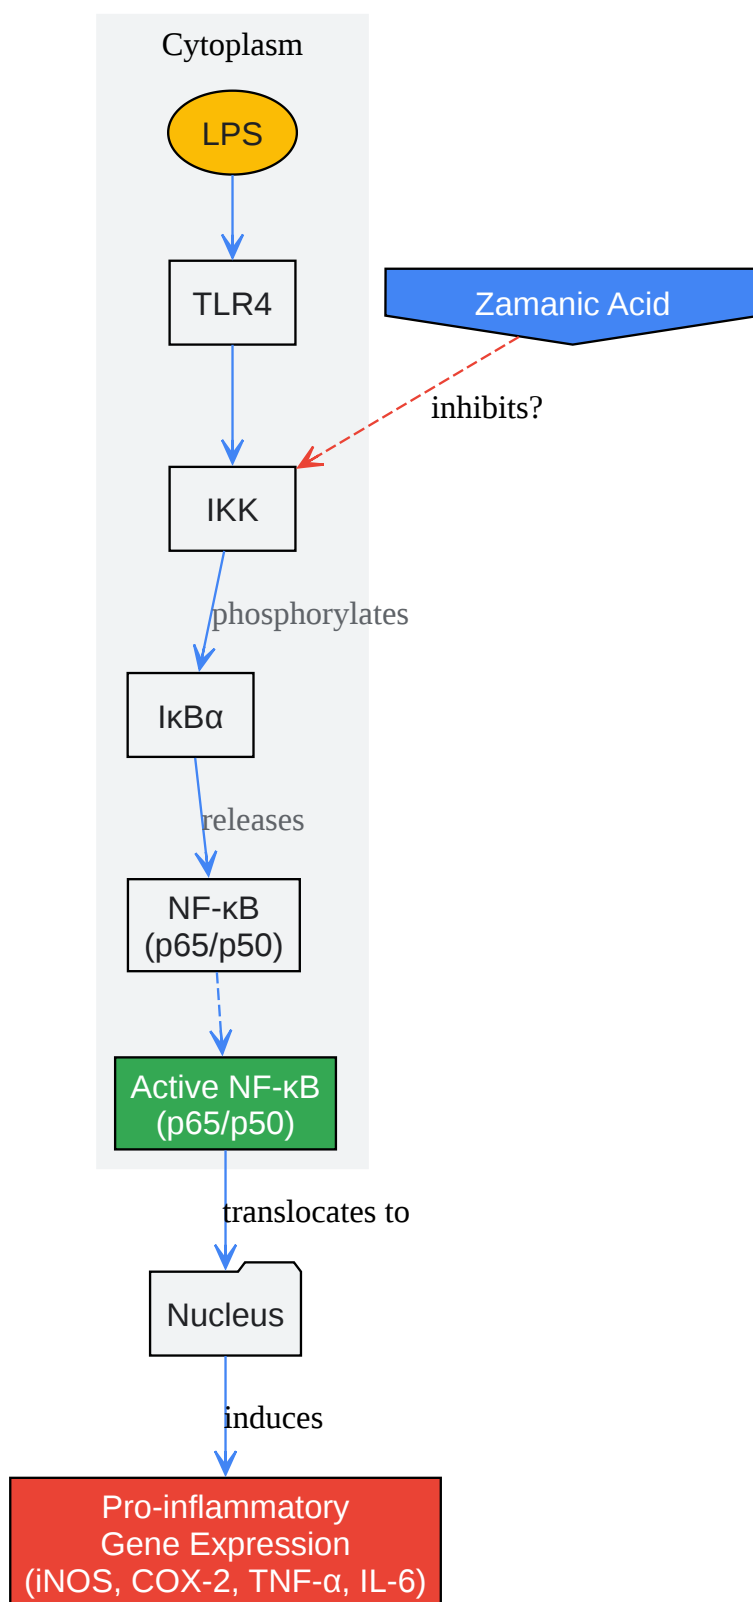 Cytoplasm
LPS
TLR4
Zamanic Acid
inhibits?
IKK
phosphorylates
IκBα
releases
NF-κB
(p65/p50)
Active NF-κB
(p65/p50)
translocates to
Nucleus
induces
Pro-inflammatory
Gene Expression
(iNOS, COX-2, TNF-α, IL-6)